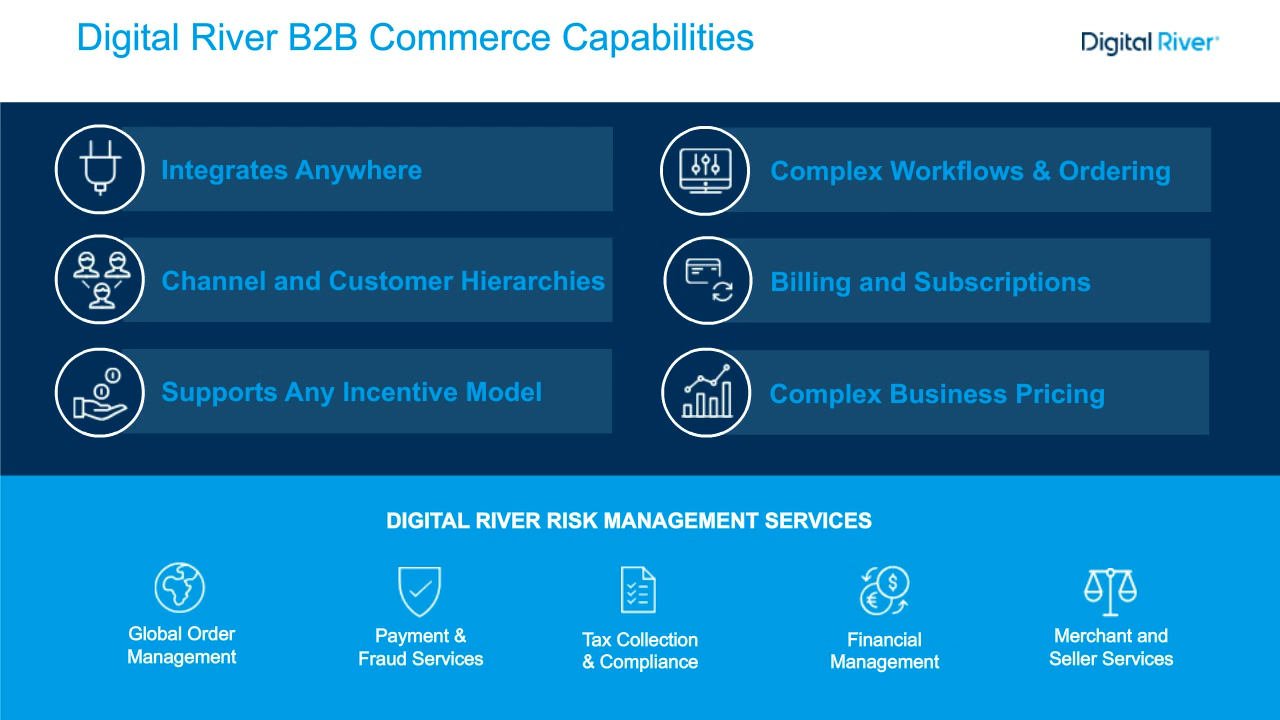 Digital River B2B Commerce Capabilities
Digital River
Integrates Anywhere
Complex Workflows & Ordering
Channel and Customer Hierarchies
Billing and Subscriptions
Supports Any Incentive Model
Complex Business Pricing
DIGITAL RIVER RISK MANAGEMENT SERVICES
Global Order
Management
Payment &
Fraud Services
Tax Collection
& Compliance
Financial
Management
Merchant and
Seller Services